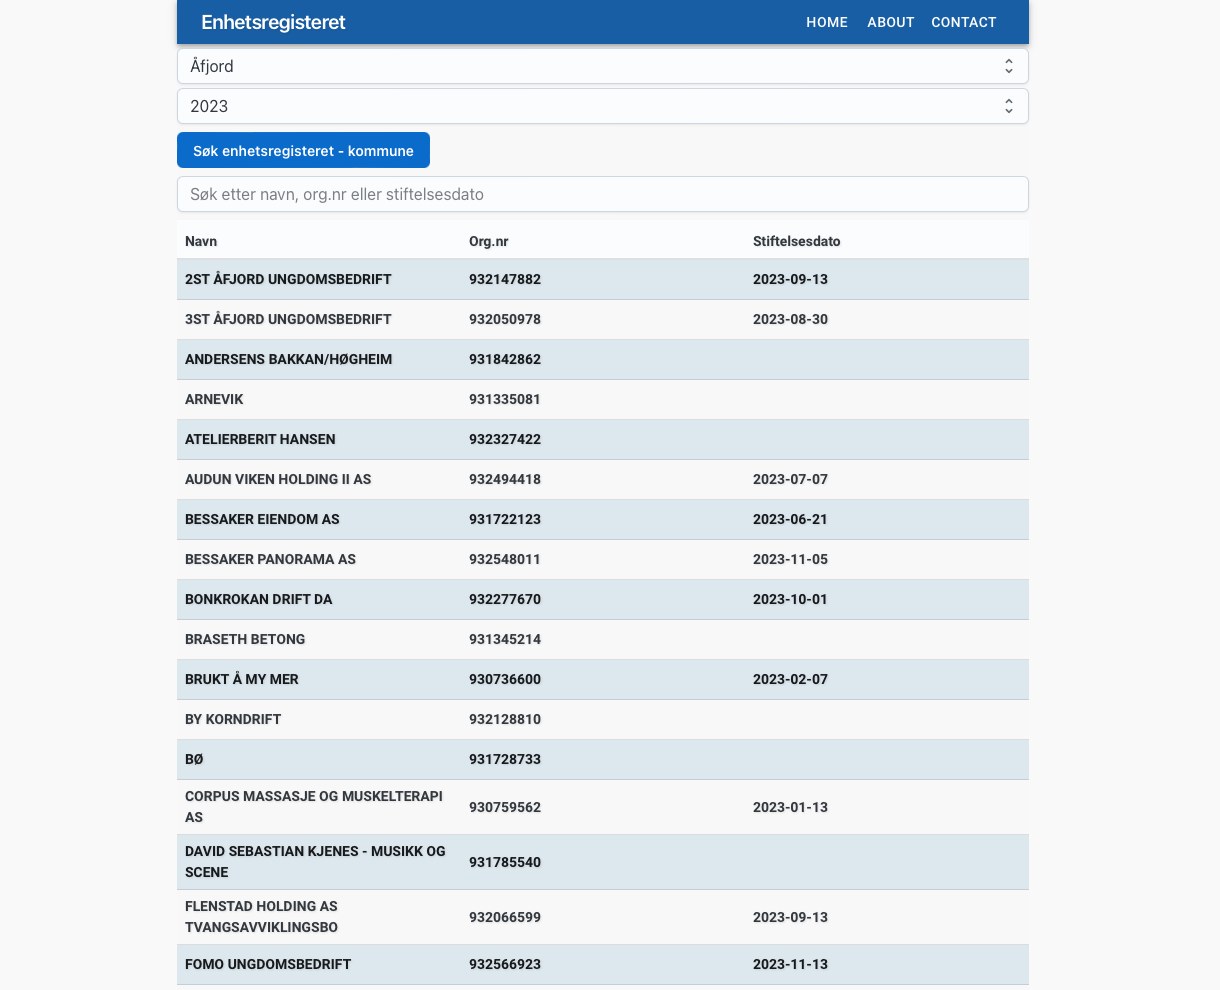 Enhetsregisteret HOME ABOUT CONTACT
Åfjord
2023
Søk enhetsregisteret - kommune
Søk etter navn, org.nr eller stiftelsesdato
Navn Org.nr Stiftelsesdato
2ST ÅFJORD UNGDOMSBEDRIFT 932147882 2023-09-13
3ST ÅFJORD UNGDOMSBEDRIFT 932050978 2023-08-30
ANDERSENS BAKKAN/HØGHEIM 931842862
ARNEVIK 931335081
ATELIERBERIT HANSEN 932327422
AUDUN VIKEN HOLDING II AS 932494418 2023-07-07
BESSAKER EIENDOM AS 931722123 2023-06-21
BESSAKER PANORAMA AS 932548011 2023-11-05
BONKROKAN DRIFT DA 932277670 2023-10-01
BRASETH BETONG 931345214
BRUKT Å MY MER 930736600 2023-02-07
BY KORNDRIFT 932128810
BØ 931728733
CORPUS MASSASJE OG MUSKELTERAPI
AS 930759562 2023-01-13
DAVID SEBASTIAN KJENES - MUSIKK OG
SCENE 931785540
FLENSTAD HOLDING AS
TVANGSAVVIKLINGSBO 932066599 2023-09-13
FOMO UNGDOMSBEDRIFT 932566923 2023-11-13